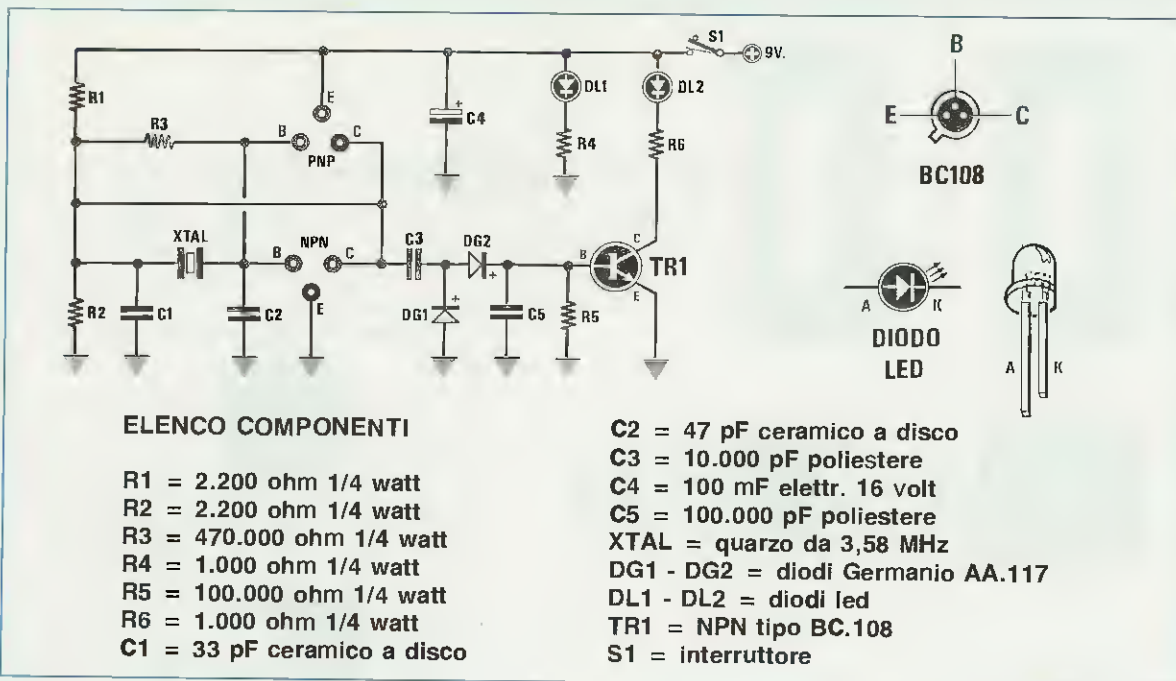 S1
9V.
R1
R3
E
B
C
PNP
C4
+
DL1
DL2
R4
R6
XTAL
B
NPN
C
E
C3
DG2
+
B
C
E
TR1
R2
C1
C2
DG1
+
C5
R5
B
E
C
BC108
A
K
DIODO
LED
A
K
ELENCO COMPONENTI
R1 = 2.200 ohm 1/4 watt
R2 = 2.200 ohm 1/4 watt
R3 = 470.000 ohm 1/4 watt
R4 = 1.000 ohm 1/4 watt
R5 = 100.000 ohm 1/4 watt
R6 = 1.000 ohm 1/4 watt
C1 = 33 pF ceramico a disco
C2 = 47 pF ceramico a disco
C3 = 10.000 pF poliestere
C4 = 100 mF elettr. 16 volt
C5 = 100.000 pF poliestere
XTAL = quarzo da 3,58 MHz
DG1 - DG2 = diodi Germanio AA.117
DL1 - DL2 = diodi led
TR1 = NPN tipo BC.108
S1 = interruttore